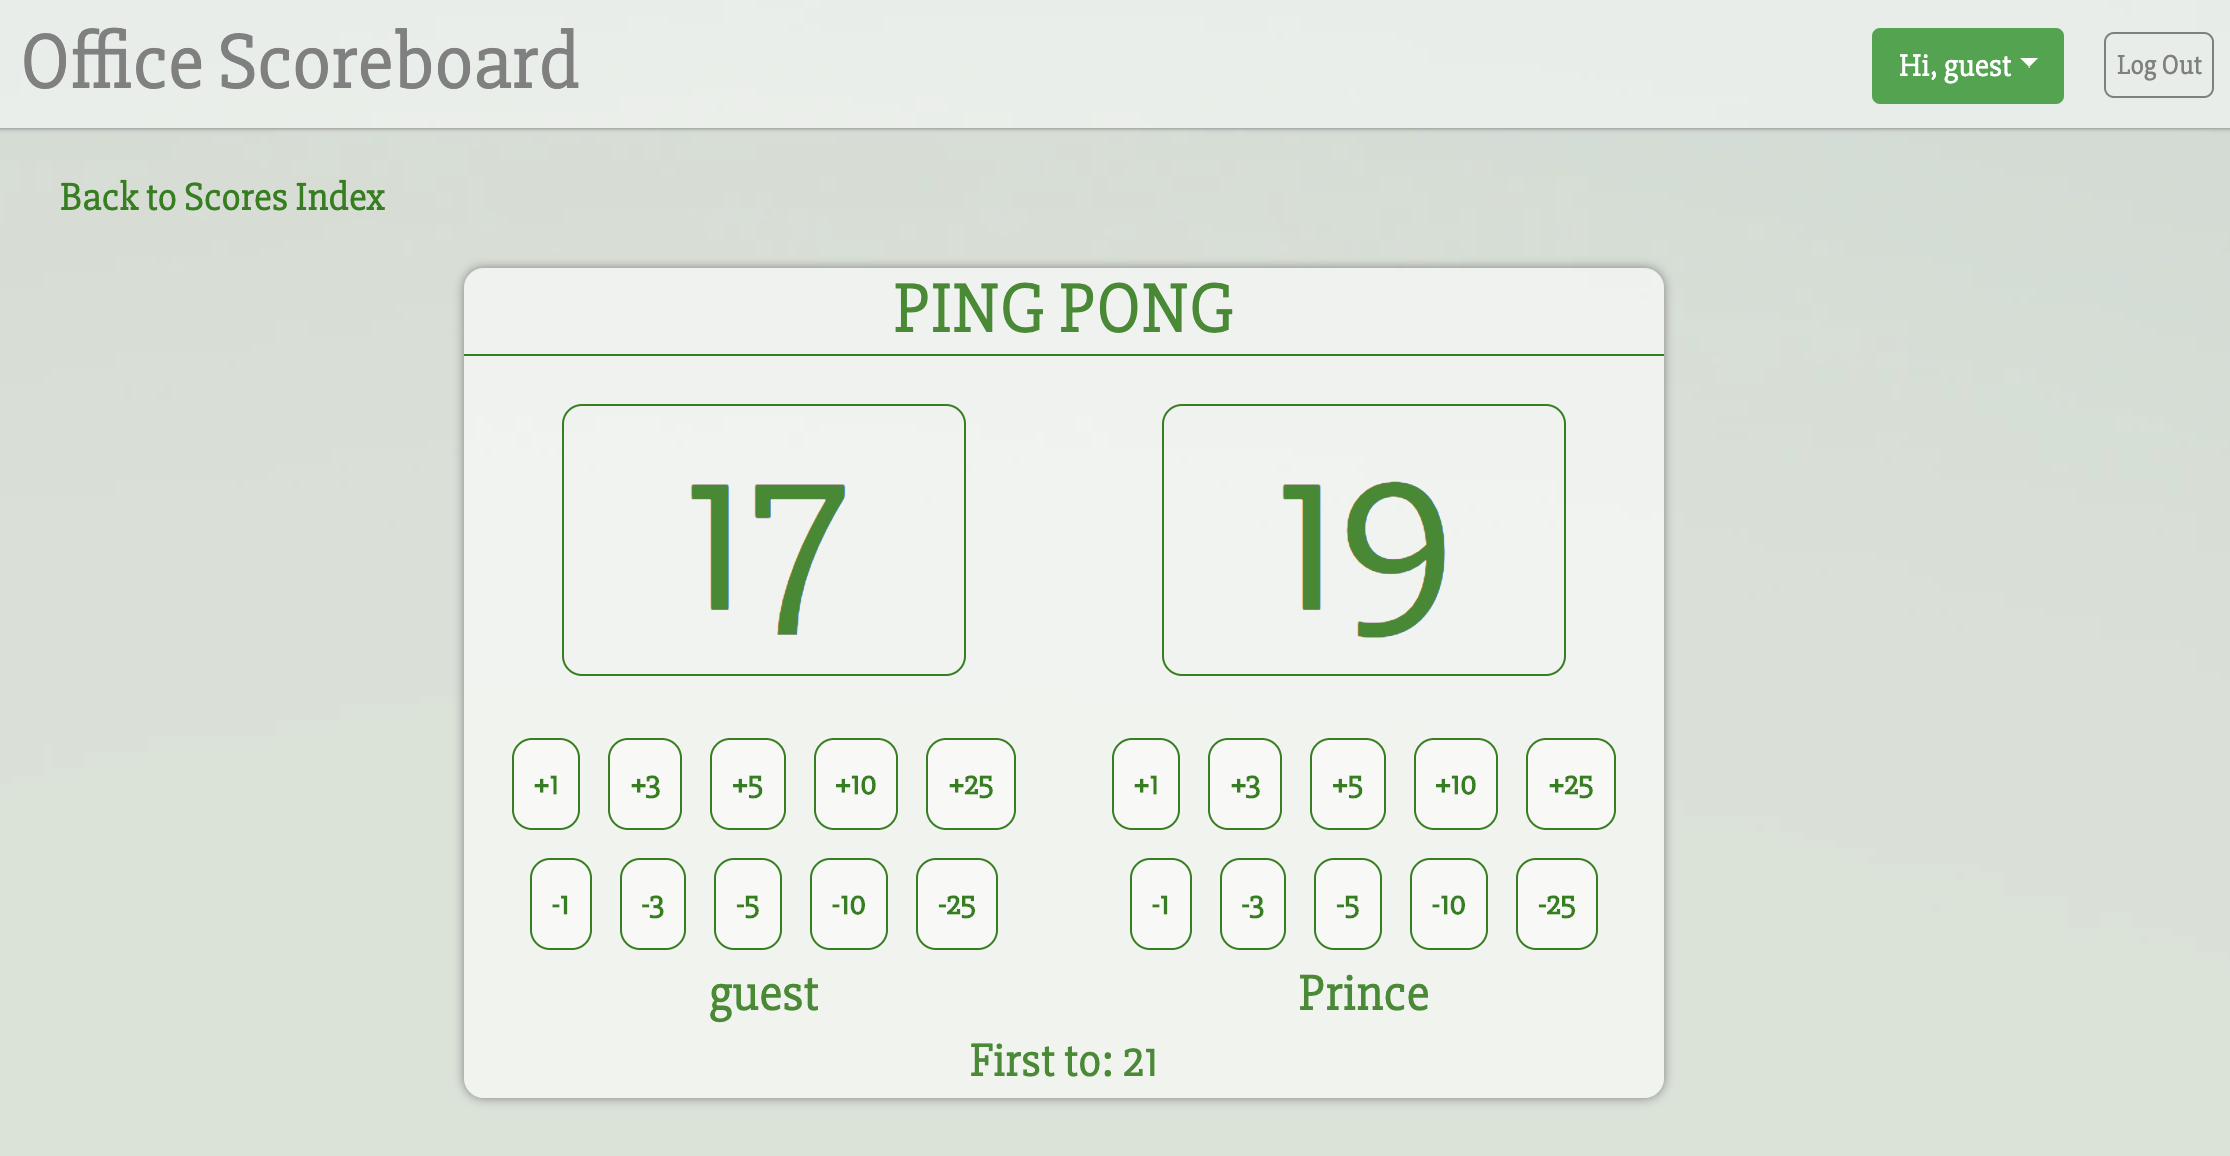 Office Scoreboard
Hi, guest
Log Out
Back to Scores Index
PING PONG
17 19
+1 +3 +5 +10 +25 +1 +3 +5 +10 +25
-1 -3 -5 -10 -25 -1 -3 -5 -10 -25
guest Prince
First to: 21